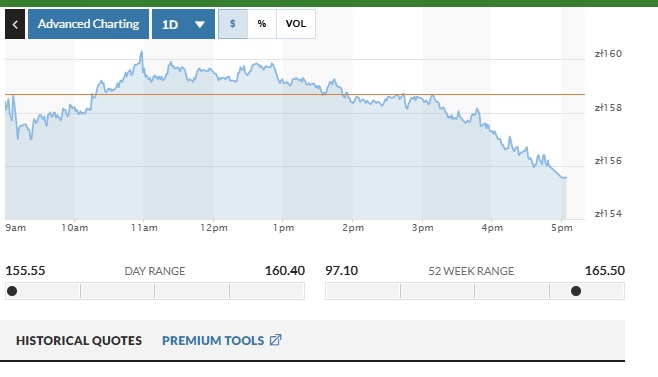 Advanced Charting 1D $ % VOL
zł160
zł158
zł156
zł154
9am 10am 11am 12pm 1pm 2pm 3pm 4pm 5pm
155.55 DAY RANGE 160.40 97.10 52 WEEK RANGE 165.50
HISTORICAL QUOTES PREMIUM TOOLS